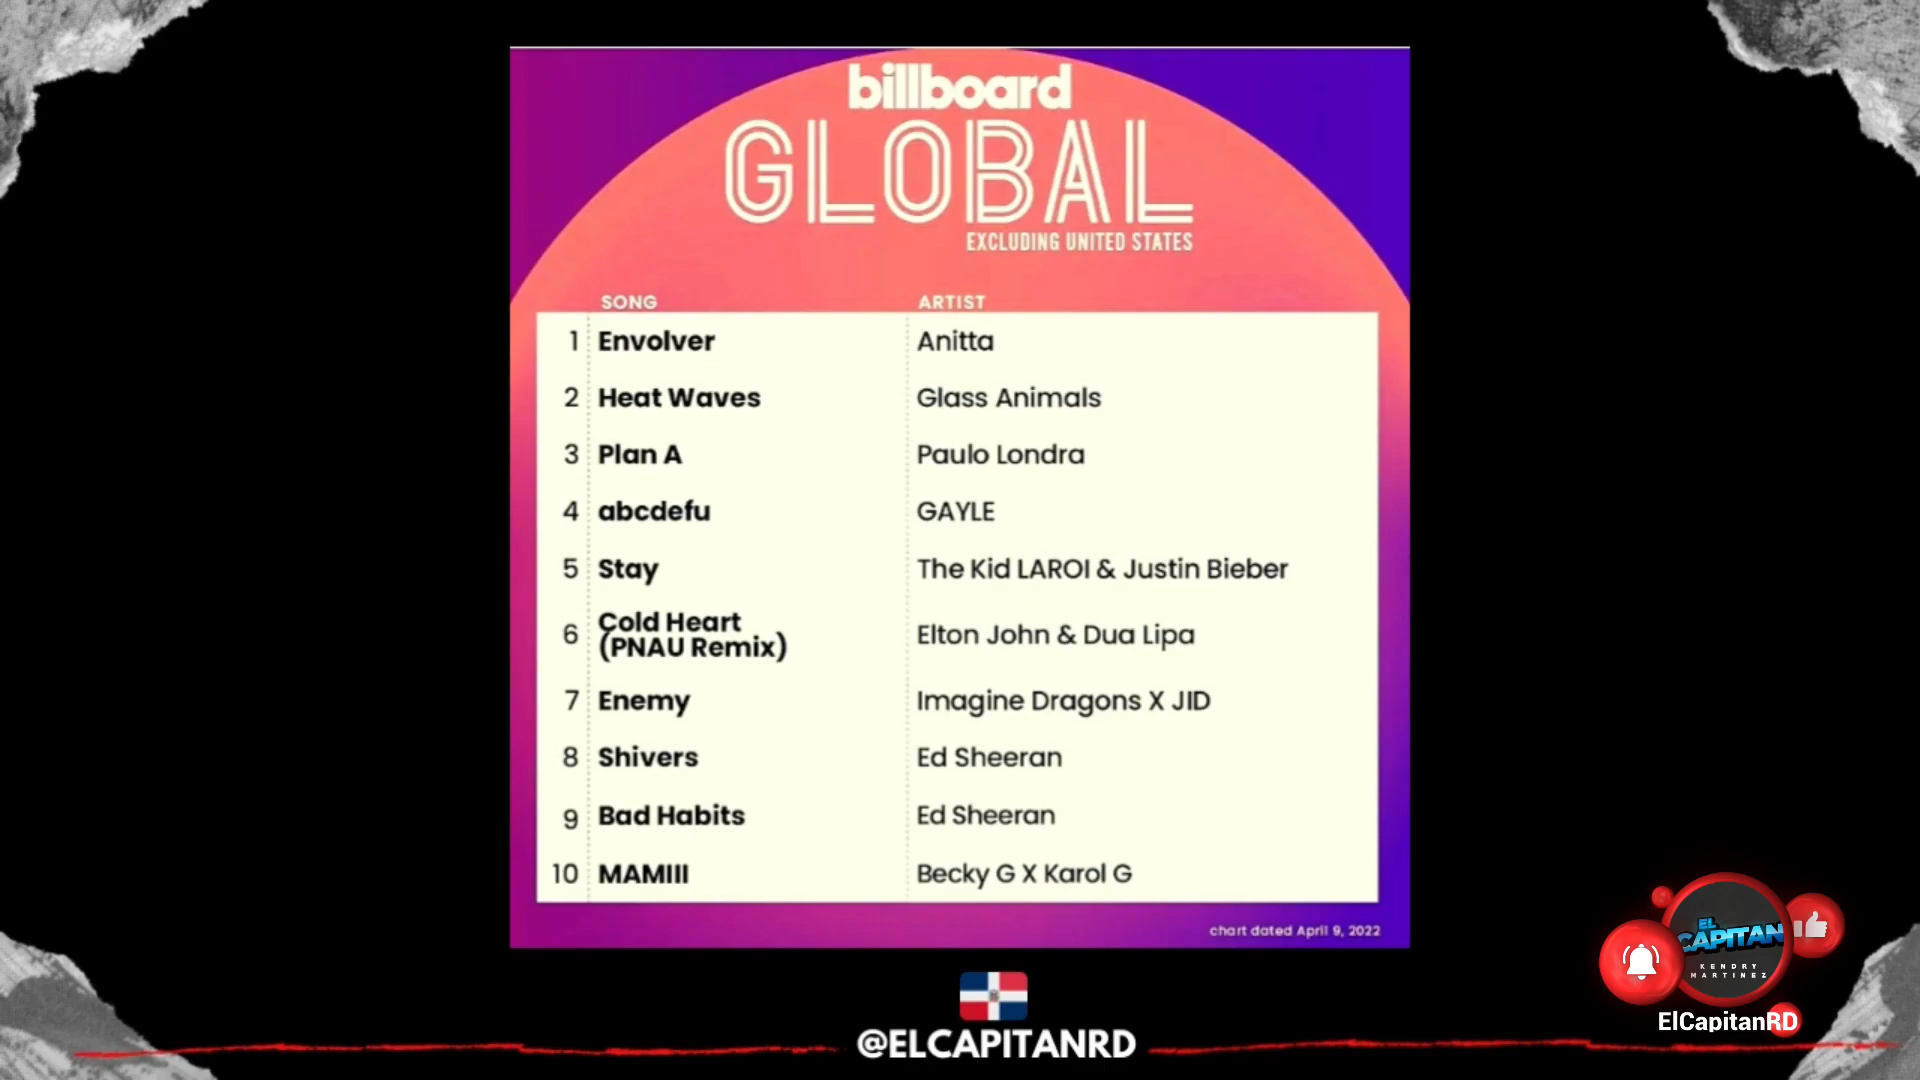 billboard
GLOBAL
EXCLUDING UNITED STATES
SONG ARTIST
1 Envolver Anitta
2 Heat Waves Glass Animals
3 Plan A Paulo Londra
4 abcdefu GAYLE
5 Stay The Kid LAROI & Justin Bieber
6 Cold Heart
(PNAU Remix) Elton John & Dua Lipa
7 Enemy Imagine Dragons X JID
8 Shivers Ed Sheeran
9 Bad Habits Ed Sheeran
10 MAMIII Becky G X Karol G
chart dated April 9, 2022
EL
CAPITAN
KENDRY
MARTINEZ
ElCapitanRD
@ELCAPITANRD